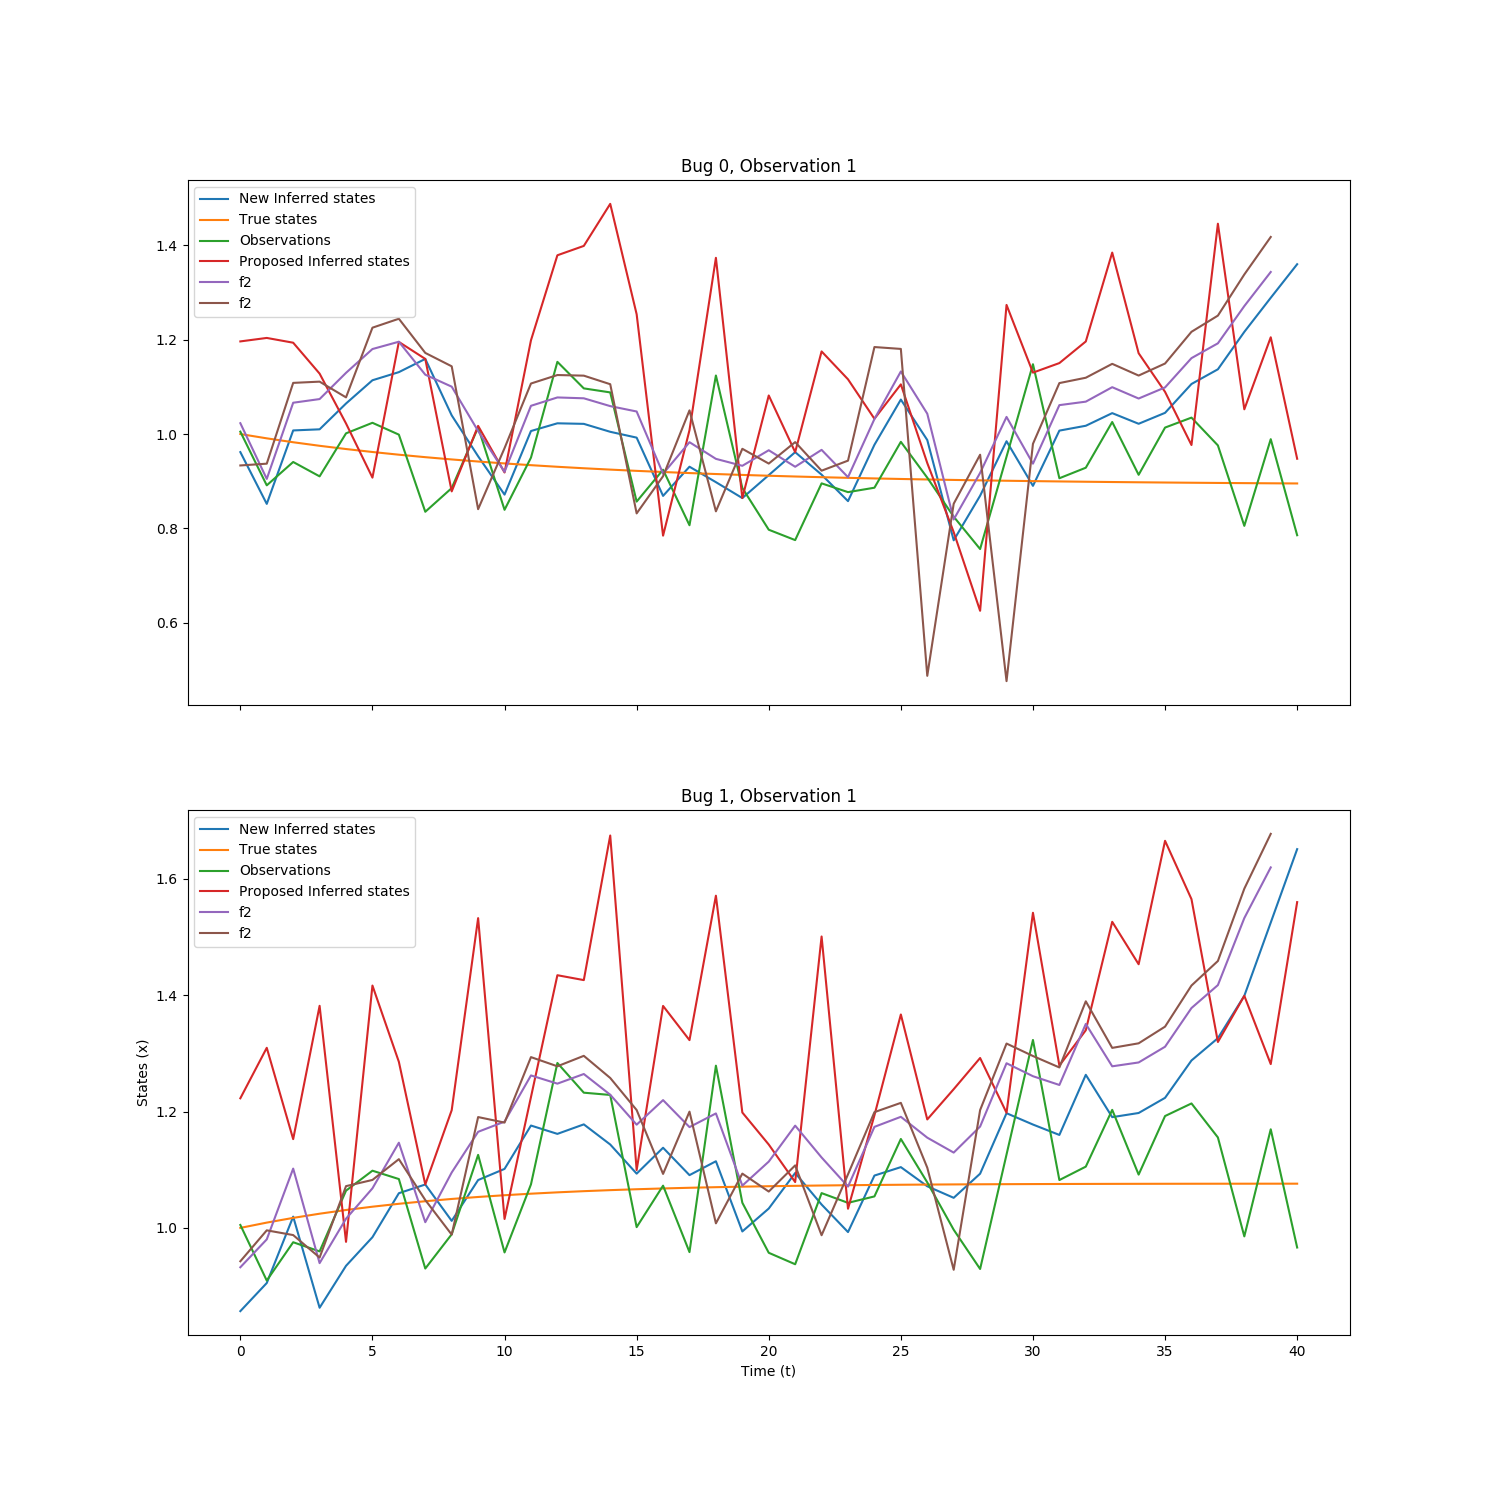 Bug 0, Observation 1
New Inferred states
True states
Observations
Proposed Inferred states
f2
f2
1.4
1.2
1.0
0.8
0.6
Bug 1, Observation 1
New Inferred states
True states
Observations
Proposed Inferred states
f2
f2
1.6
1.4
1.2
1.0
States (x)
0 5 10 15 20 25 30 35 40
Time (t)